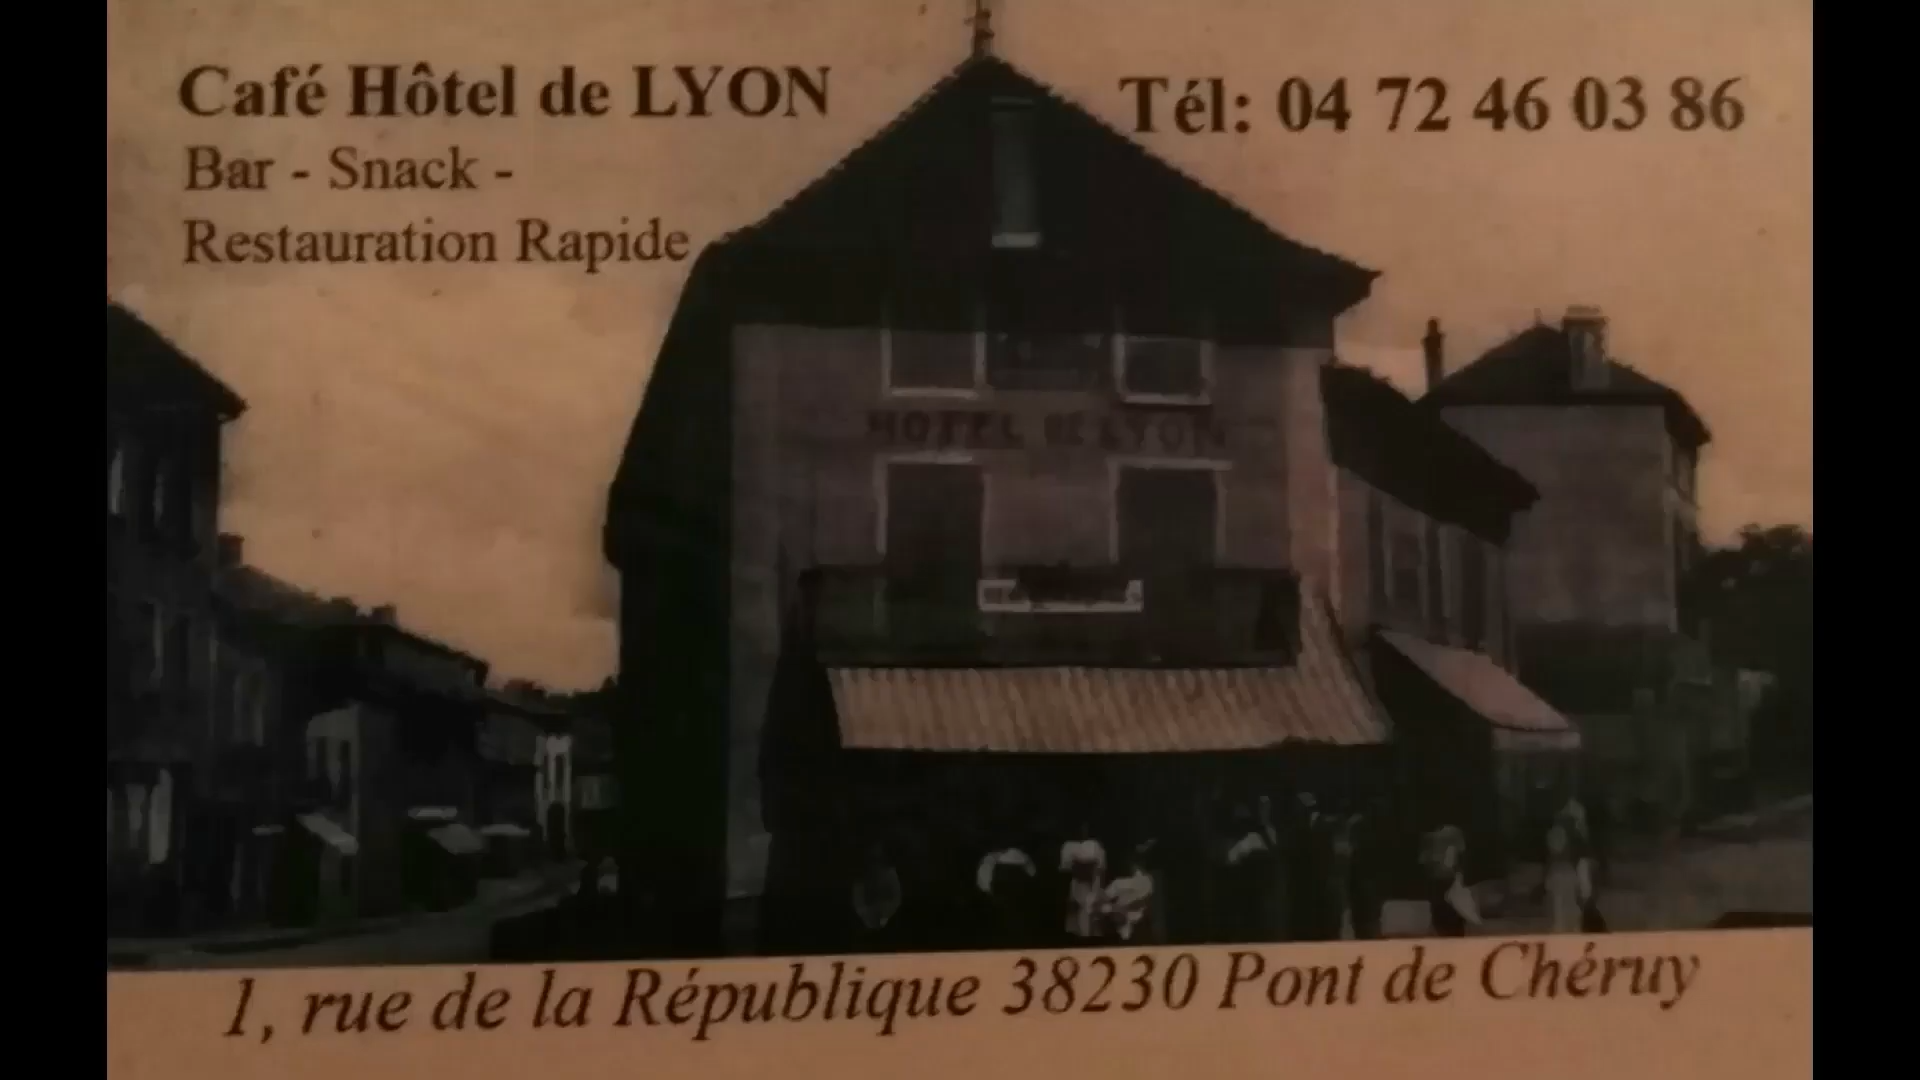 Café Hôtel de LYON
Bar - Snack -
Restauration Rapide
Tél: 04 72 46 03 86
HOTEL DE LYON
1, rue de la République 38230 Pont de Chéruy